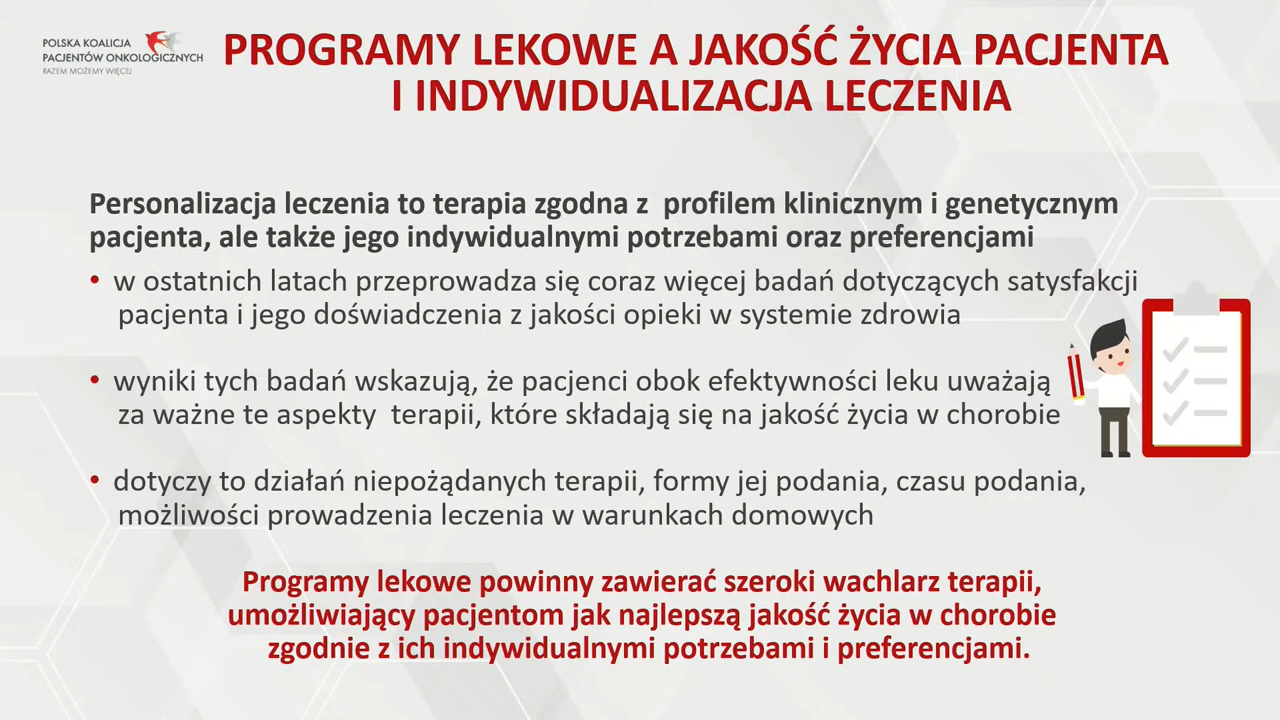 POLSKA KOALICJA
PACJENTÓW ONKOLOGICZNYCH
RAZEM MOŻEMY WIĘCEJ
PROGRAMY LEKOWE A JAKOŚĆ ŻYCIA PACJENTA
I INDYWIDUALIZACJA LECZENIA
Personalizacja leczenia to terapia zgodna z profilem klinicznym i genetycznym
pacjenta, ale także jego indywidualnymi potrzebami oraz preferencjami
• w ostatnich latach przeprowadza się coraz więcej badań dotyczących satysfakcji
pacjenta i jego doświadczenia z jakości opieki w systemie zdrowia
• wyniki tych badań wskazują, że pacjenci obok efektywności leku uważają
za ważne te aspekty terapii, które składają się na jakość życia w chorobie
• dotyczy to działań niepożądanych terapii, formy jej podania, czasu podania,
możliwości prowadzenia leczenia w warunkach domowych
Programy lekowe powinny zawierać szeroki wachlarz terapii,
umożliwiający pacjentom jak najlepszą jakość życia w chorobie
zgodnie z ich indywidualnymi potrzebami i preferencjami.